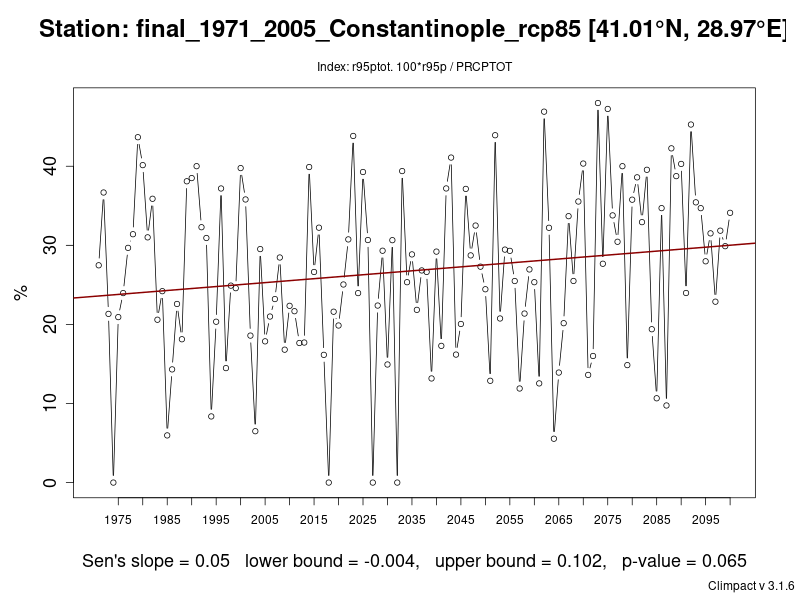 Station: final_1971_2005_Constantinople_rcp85 [41.01°N, 28.97°E]
Index: r95ptot. 100*r95p / PRCPTOT
%
40
30
20
10
0
1975 1985 1995 2005 2015 2025 2035 2045 2055 2065 2075 2085 2095
Sen's slope = 0.05 lower bound = -0.004, upper bound = 0.102, p-value = 0.065
Climpact v 3.1.6